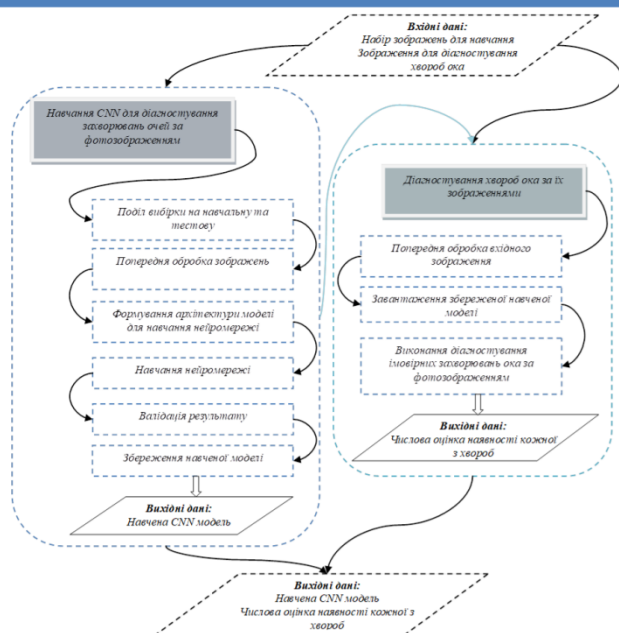 Вхідні дані:
Набір зображень для навчання
Зображення для діагностування
хвороб ока
Навчання CNN для діагностування
захворювань очей за
фотозображенням
Поділ вибірки на навчальну та
тестову
Попередня обробка зображень
Формування архітектури моделі
для навчання нейромережі
Навчання нейромережі
Валідація результату
Збереження навченої моделі
Вихідні дані:
Навчена CNN модель
Діагностування хвороб ока за їх
зображеннями
Попередня обробка вхідного
зображення
Завантаження збереженої навченої
моделі
Виконання діагностування
імовірних захворювань ока за
фотозображенням
Вихідні дані:
Числова оцінка наявності кожної
з хвороб
Вихідні дані:
Навчена CNN модель
Числова оцінка наявності кожної з
хвороб